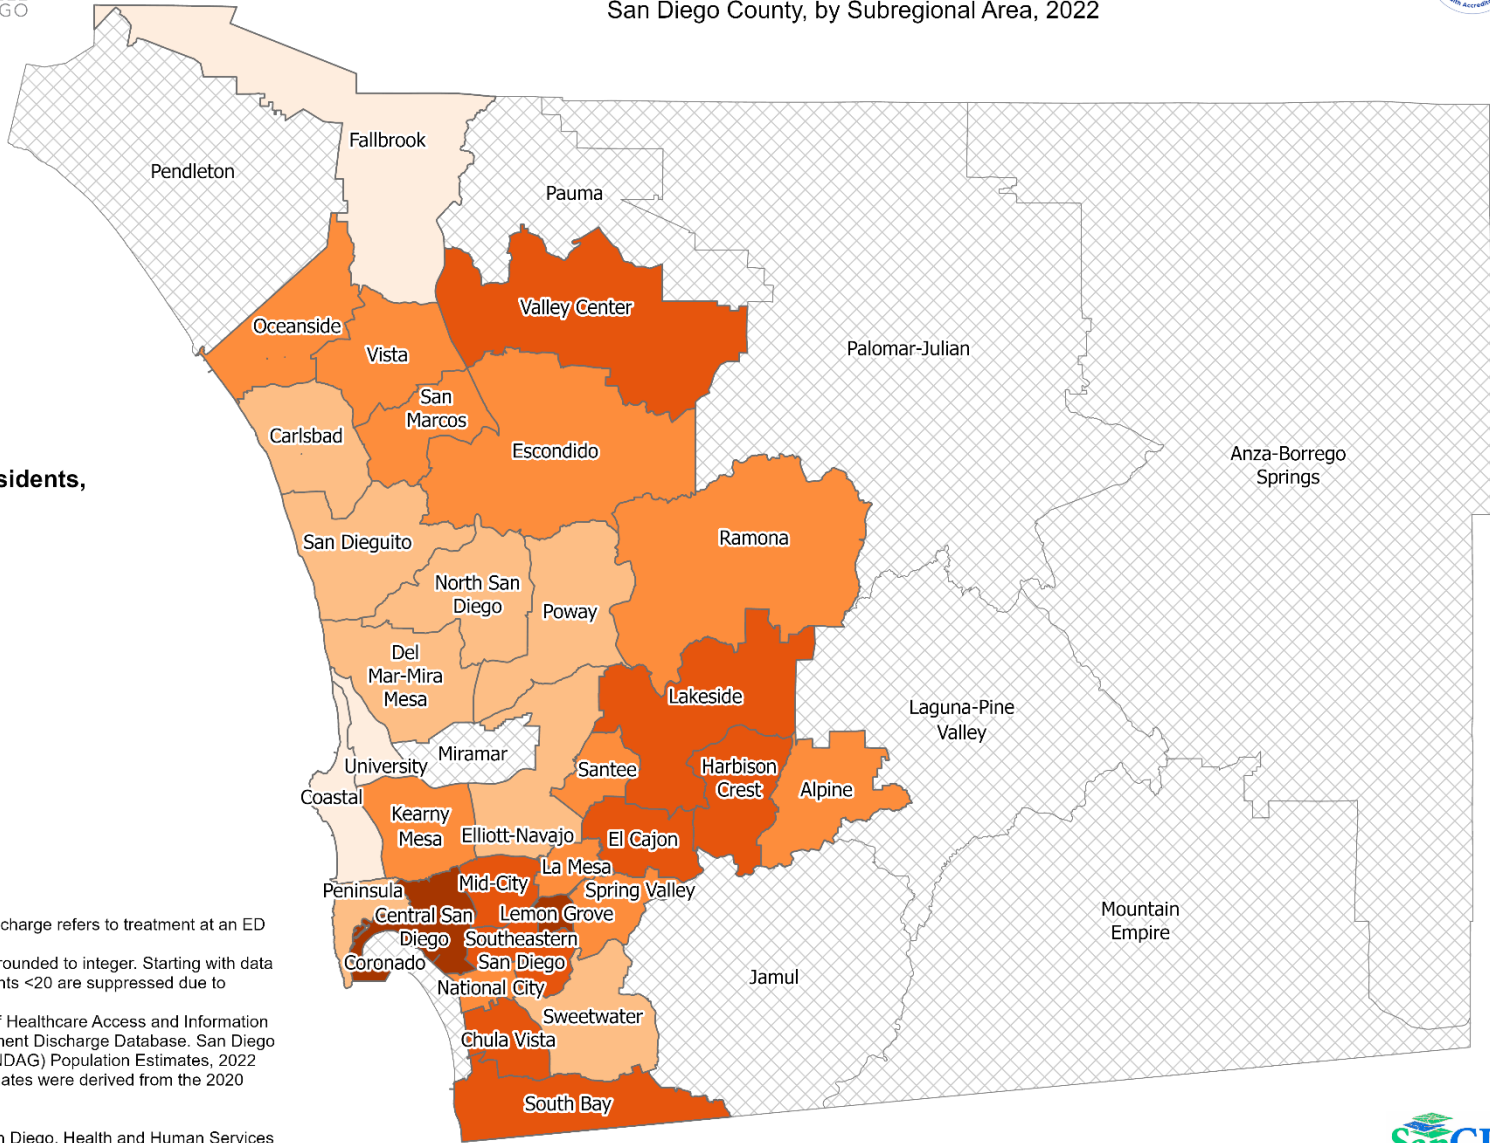 GO
San Diego County, by Subregional Area, 2022
Fallbrook
Pendleton
Pauma
Valley Center
Oceanside
Vista
Palomar-Julian
San
Marcos
Carlsbad
Escondido
Anza-Borrego
Springs
sidents,
San Dieguito
Ramona
North San
Diego
Poway
Del
Mar-Mira
Mesa
Lakeside
Laguna-Pine
Valley
Miramar
University
Santee
Harbison
Crest
Alpine
Coastal
Kearny
Mesa
Elliott-Navajo
El Cajon
La Mesa
Mid-City
Peninsula
Spring Valley
Central San
Diego
Lemon Grove
Southeastern
San Diego
Coronado
National City
Mountain
Empire
Jamul
Sweetwater
Chula Vista
South Bay
charge refers to treatment at an ED
rounded to integer. Starting with data
nts <20 are suppressed due to
f Healthcare Access and Information
nent Discharge Database. San Diego
NDAG) Population Estimates, 2022
ates were derived from the 2020
n Diego, Health and Human Services